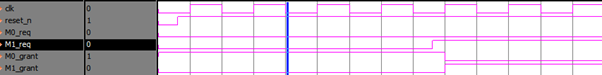 clk 0
reset_n 1
M0_req 0
M1_req 0
M0_grant 1
M1_grant 0